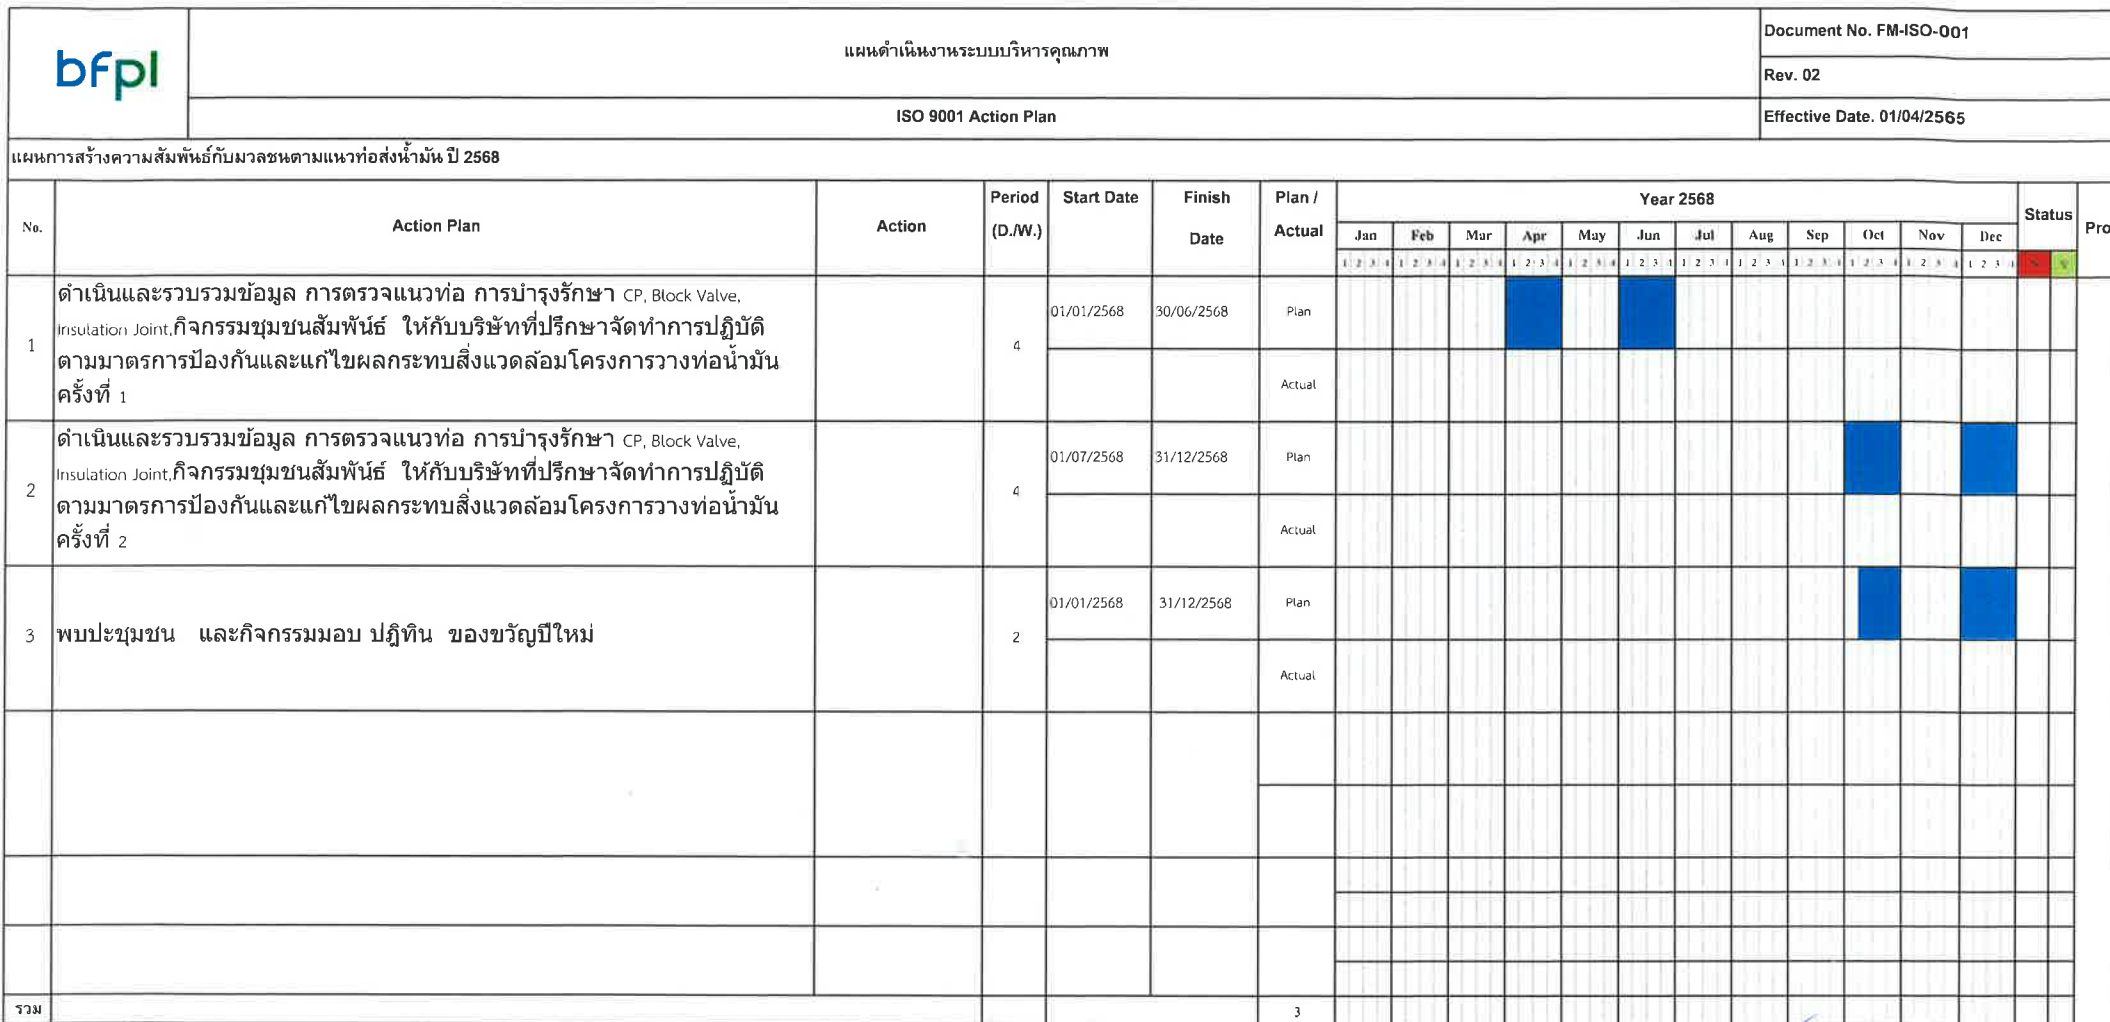 bfpl
แผนดำเนินงานระบบบริหารคุณภาพ
ISO 9001 Action Plan
Document No. FM-ISO-001
Rev. 02
Effective Date. 01/04/2565
แผนการสร้างความสัมพันธ์กับมวลชนตามแนวท่อส่งน้ำมัน ปี 2568
No.
Action Plan
Action
Period
(D./W.)
Start Date
Finish
Date
Plan /
Actual
Year 2568
Status
Pro
Jan Feb Mar Apr May Jun Jul Aug Sep Oct Nov Dec
1
ดำเนินและรวบรวมข้อมูล การตรวจแนวท่อ การบำรุงรักษา CP, Block Valve,
Insulation Joint,กิจกรรมชุมชนสัมพันธ์ ให้กับบริษัทที่ปรึกษาจัดทำการปฏิบัติ
ตามมาตรการป้องกันและแก้ไขผลกระทบสิ่งแวดล้อมโครงการวางท่อน้ำมัน
ครั้งที่ 1
4
01/01/2568
30/06/2568
Plan
Actual
2
ดำเนินและรวบรวมข้อมูล การตรวจแนวท่อ การบำรุงรักษา CP, Block Valve,
Insulation Joint,กิจกรรมชุมชนสัมพันธ์ ให้กับบริษัทที่ปรึกษาจัดทำการปฏิบัติ
ตามมาตรการป้องกันและแก้ไขผลกระทบสิ่งแวดล้อมโครงการวางท่อน้ำมัน
ครั้งที่ 2
4
01/07/2568
31/12/2568
Plan
Actual
3
พบปะชุมชน และกิจกรรมมอบ ปฎิทิน ของขวัญปีใหม่
2
01/01/2568
31/12/2568
Plan
Actual
รวม
3